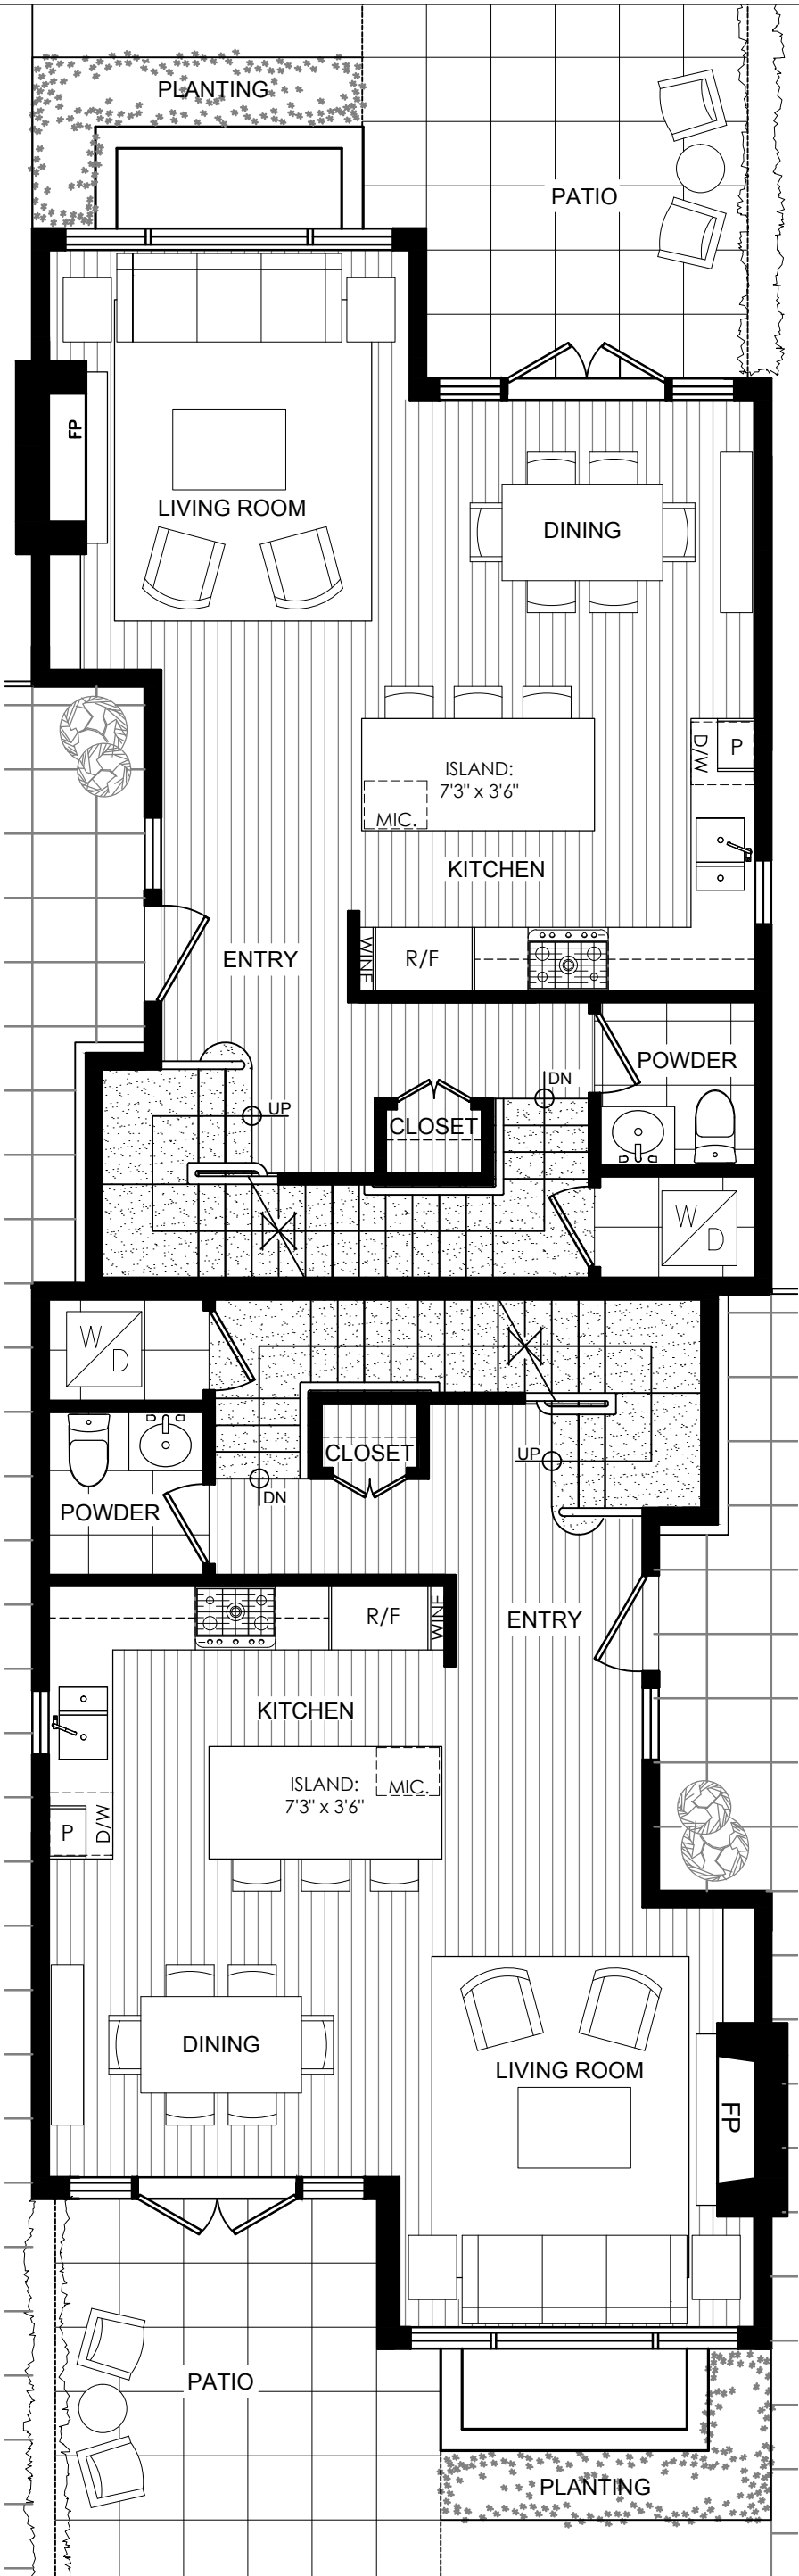 PLANTING
PATIO
FP
LIVING ROOM
DINING
ISLAND:
7'3" x 3'6"
MIC.
D/W
P
KITCHEN
WINE
R/F
ENTRY
POWDER
DN
UP
CLOSET
W
D
W
D
CLOSET
UP
DN
POWDER
R/F
WINE
ENTRY
KITCHEN
ISLAND:
7'3" x 3'6"
MIC.
P
D/W
DINING
LIVING ROOM
FP
PATIO
PLANTING